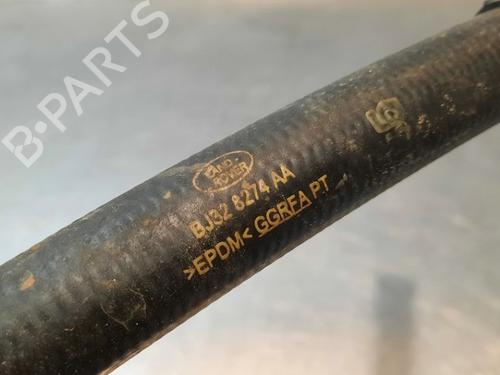 B-PARTS
LAND
ROVER
BJ32 8274 AA
>EPDM< GGRFA PT